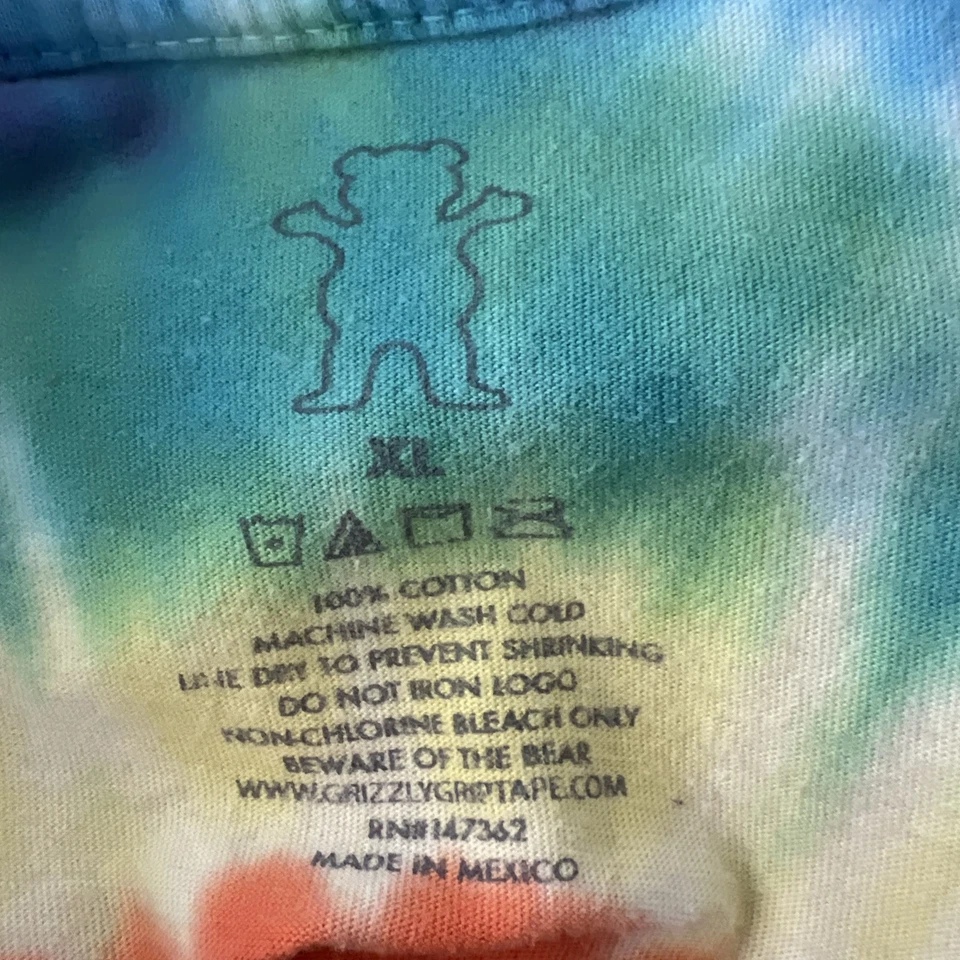 XL
100% COTTON
MACHINE WASH COLD
LINE DRY TO PREVENT SHRINKING
DO NOT IRON LOGO
NON-CHLORINE BLEACH ONLY
BEWARE OF THE BEAR
WWW.GRIZZLYGRIPTAPE.COM
RN#147362
MADE IN MEXICO